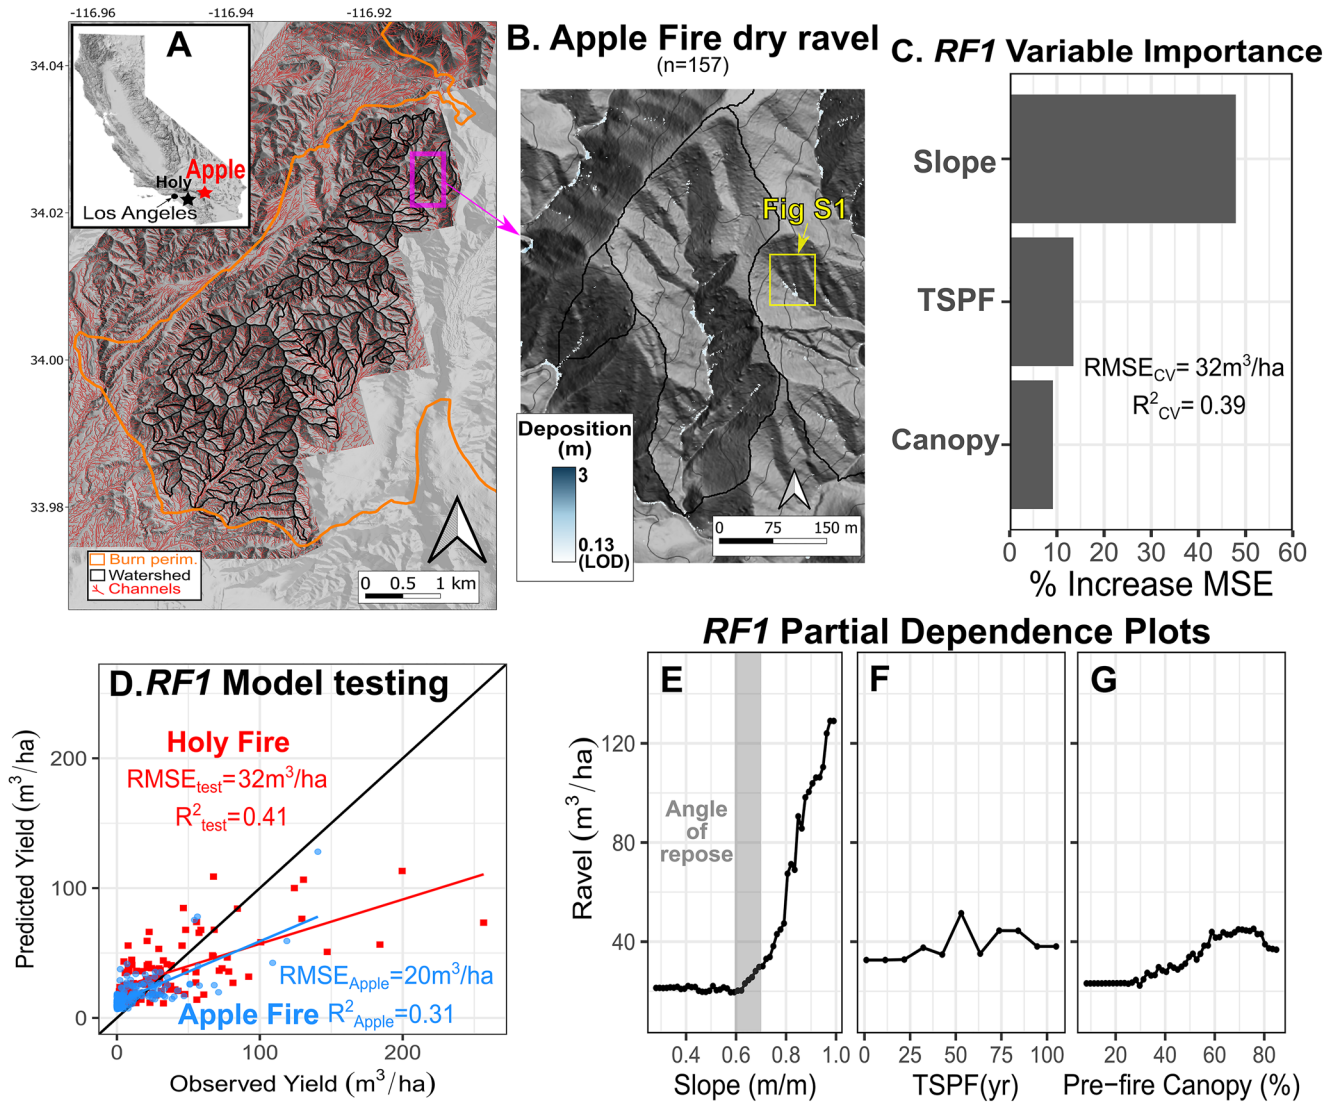 -116.96
-116.94
-116.92
34.04
34.02
34.00
33.98
A
Apple
Holy
Los Angeles
Burn perim.
Watershed
Channels
0 0.5 1 km
B. Apple Fire dry ravel
(n=157)
Fig S1
Deposition
(m)
3
0.13
(LOD)
0 75 150 m
C. RF1 Variable Importance
Slope
TSPF
Canopy
RMSE_CV= 32m³/ha
R²_CV= 0.39
0 10 20 30 40 50 60
% Increase MSE
D. RF1 Model testing
Holy Fire
RMSE_test=32m³/ha
R²_test=0.41
RMSE_Apple=20m³/ha
Apple Fire R²_Apple=0.31
Predicted Yield (m³/ha)
200
100
0
0 100 200
Observed Yield (m³/ha)
RF1 Partial Dependence Plots
E
F
G
Angle
of
repose
Ravel (m³/ha)
120
80
40
0.4 0.6 0.8 1.0
Slope (m/m)
0 25 50 75 100
TSPF(yr)
20 40 60 80
Pre−fire Canopy (%)